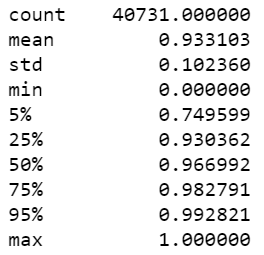 count 40731.000000
mean 0.933103
std 0.102360
min 0.000000
5% 0.749599
25% 0.930362
50% 0.966992
75% 0.982791
95% 0.992821
max 1.000000